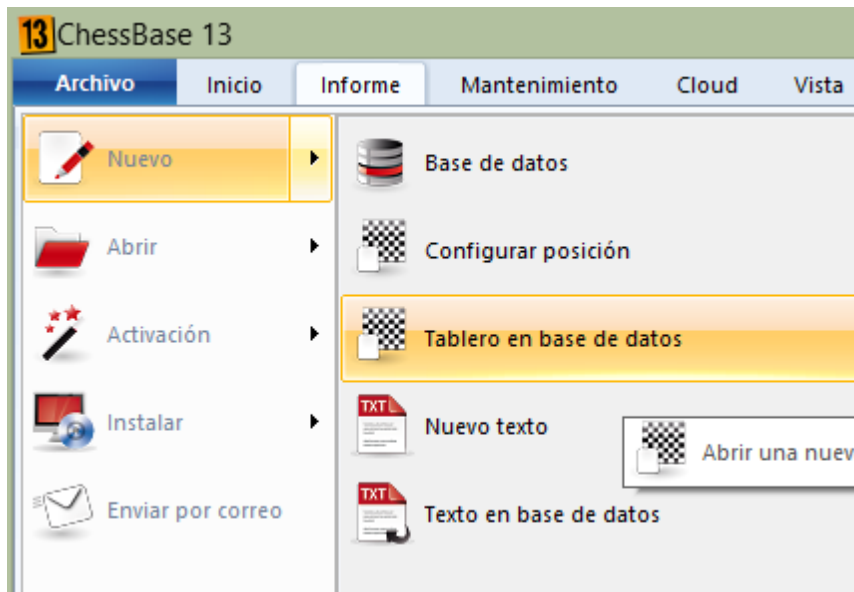 13 ChessBase 13
Archivo Inicio Informe Mantenimiento Cloud Vista
Nuevo
Abrir
Activación
Instalar
Enviar por correo
Base de datos
Configurar posición
Tablero en base de datos
TXT
Nuevo texto
Abrir una nuev
TXT
Texto en base de datos